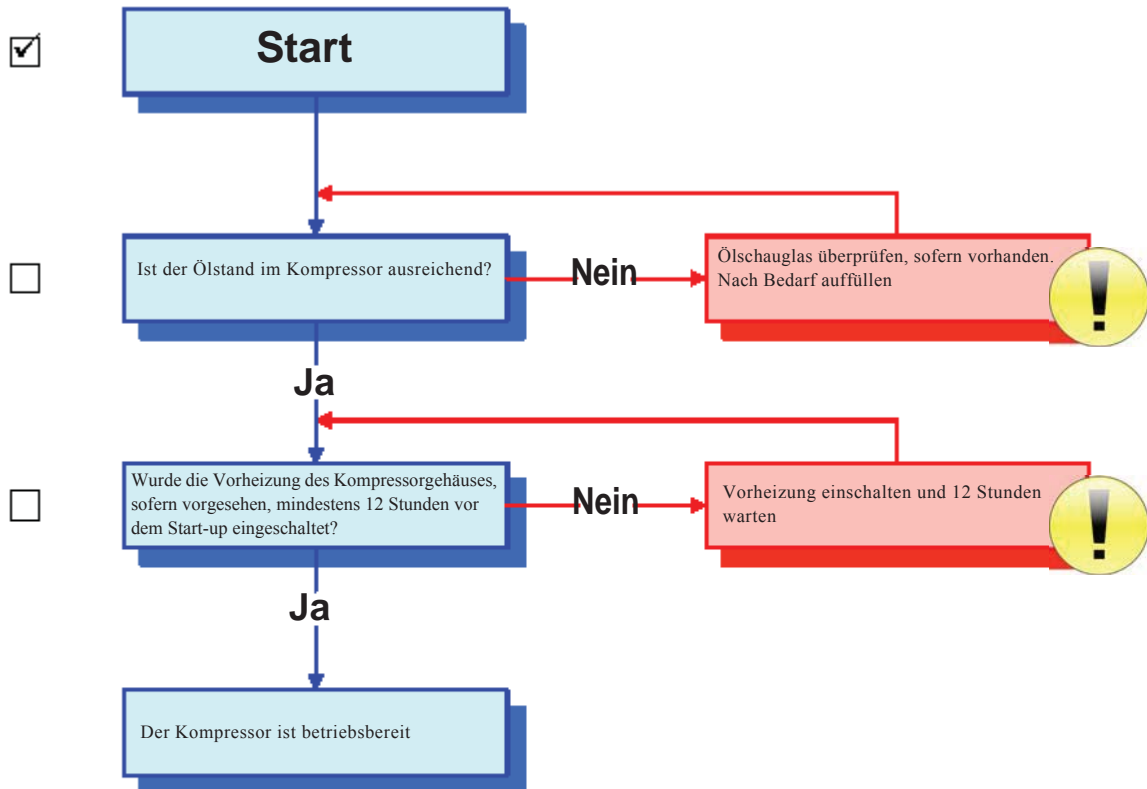 Start
Ist der Ölstand im Kompressor ausreichend?
Nein
Ölschauglas überprüfen, sofern vorhanden.
Nach Bedarf auffüllen
Ja
Wurde die Vorheizung des Kompressorgehäuses,
sofern vorgesehen, mindestens 12 Stunden vor
dem Start-up eingeschaltet?
Nein
Vorheizung einschalten und 12 Stunden
warten
Ja
Der Kompressor ist betriebsbereit